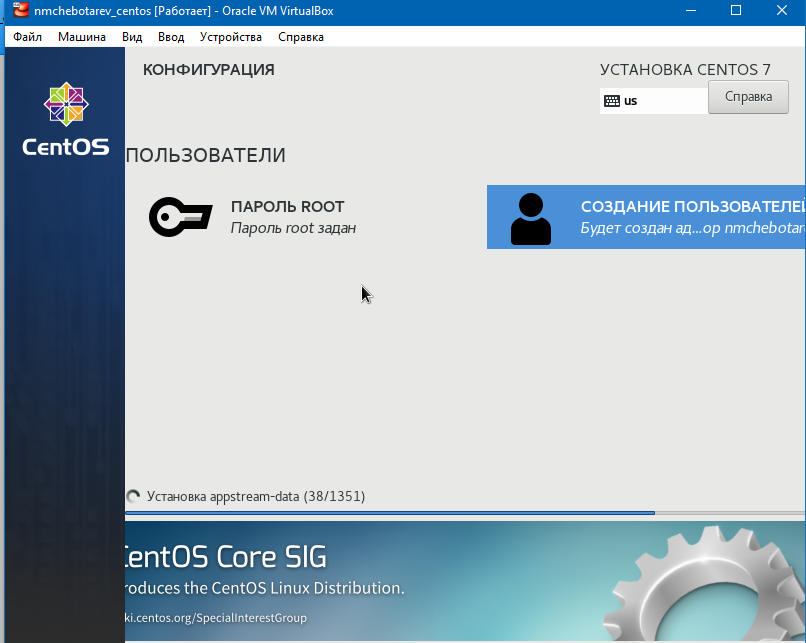 nmchebotarev_centos [Работает] - Oracle VM VirtualBox
Файл Машина Вид Ввод Устройства Справка
CentOS
КОНФИГУРАЦИЯ
УСТАНОВКА CENTOS 7
us
Справка
ПОЛЬЗОВАТЕЛИ
ПАРОЛЬ ROOT
Пароль root задан
СОЗДАНИЕ ПОЛЬЗОВАТЕЛЕЙ
Будет создан ад...ор nmchebotar
Установка appstream-data (38/1351)
CentOS Core SIG
roduces the CentOS Linux Distribution.
ki.centos.org/SpecialInterestGroup